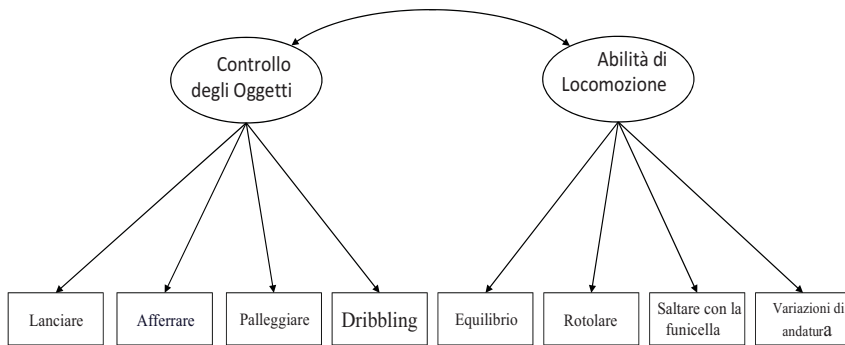 Controllo
degli Oggetti
Abilità di
Locomozione
Lanciare
Afferrare
Palleggiare
Dribbling
Equilibrio
Rotolare
Saltare con la
funicella
Variazioni di
andatura